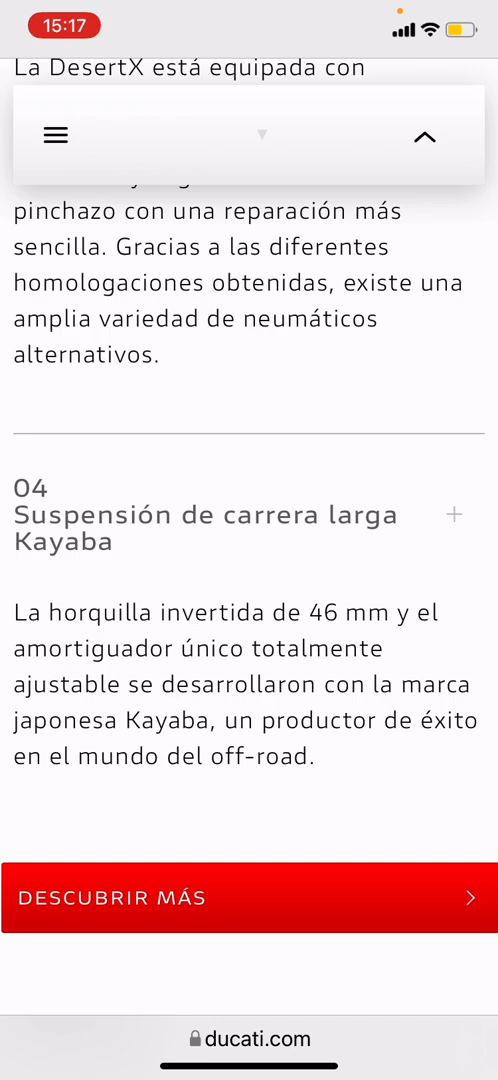 15:17
La DesertX está equipada con
pinchazo con una reparación más
sencilla. Gracias a las diferentes
homologaciones obtenidas, existe una
amplia variedad de neumáticos
alternativos.
04
Suspensión de carrera larga
Kayaba
La horquilla invertida de 46 mm y el
amortiguador único totalmente
ajustable se desarrollaron con la marca
japonesa Kayaba, un productor de éxito
en el mundo del off-road.
DESCUBRIR MÁS
ducati.com